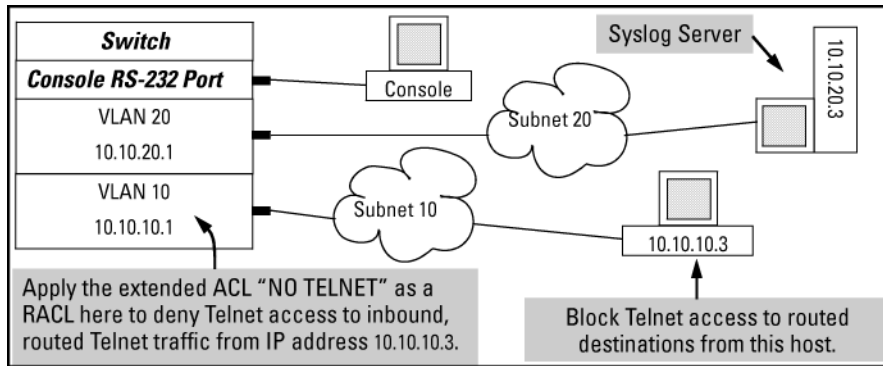 Switch
Console RS-232 Port
VLAN 20
10.10.20.1
VLAN 10
10.10.10.1
Console
Subnet 20
Subnet 10
Syslog Server
10.10.20.3
10.10.10.3
Apply the extended ACL “NO TELNET” as a
RACL here to deny Telnet access to inbound,
routed Telnet traffic from IP address 10.10.10.3.
Block Telnet access to routed
destinations from this host.